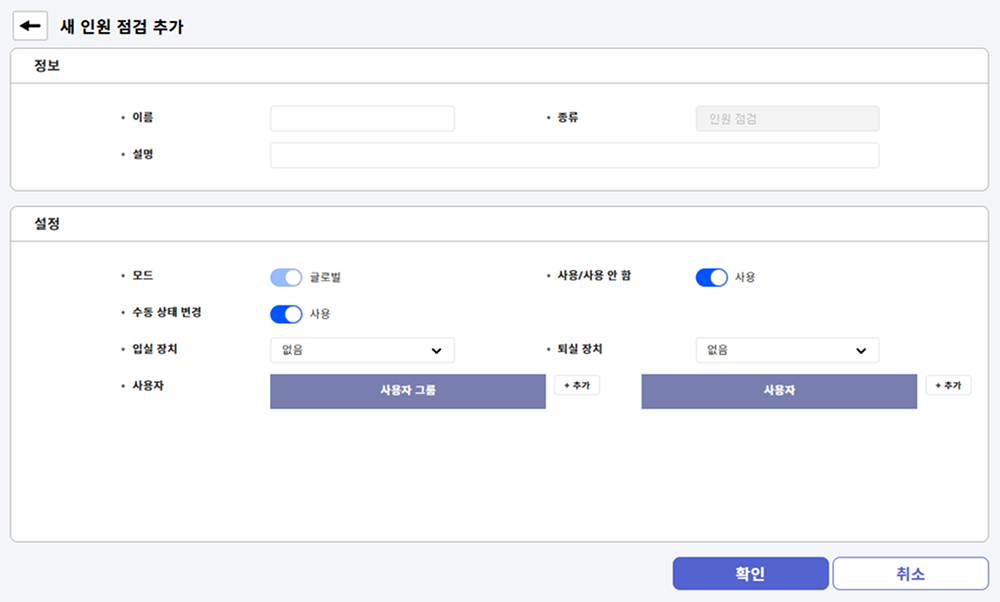 새 인원 점검 추가
정보
• 이름
• 종류 인원 점검
• 설명
설정
• 모드 글로벌 • 사용/사용 안 함 사용
• 수동 상태 변경 사용
• 입실 장치 없음 • 퇴실 장치 없음
• 사용자 사용자 그룹 + 추가 사용자 + 추가
확인 취소